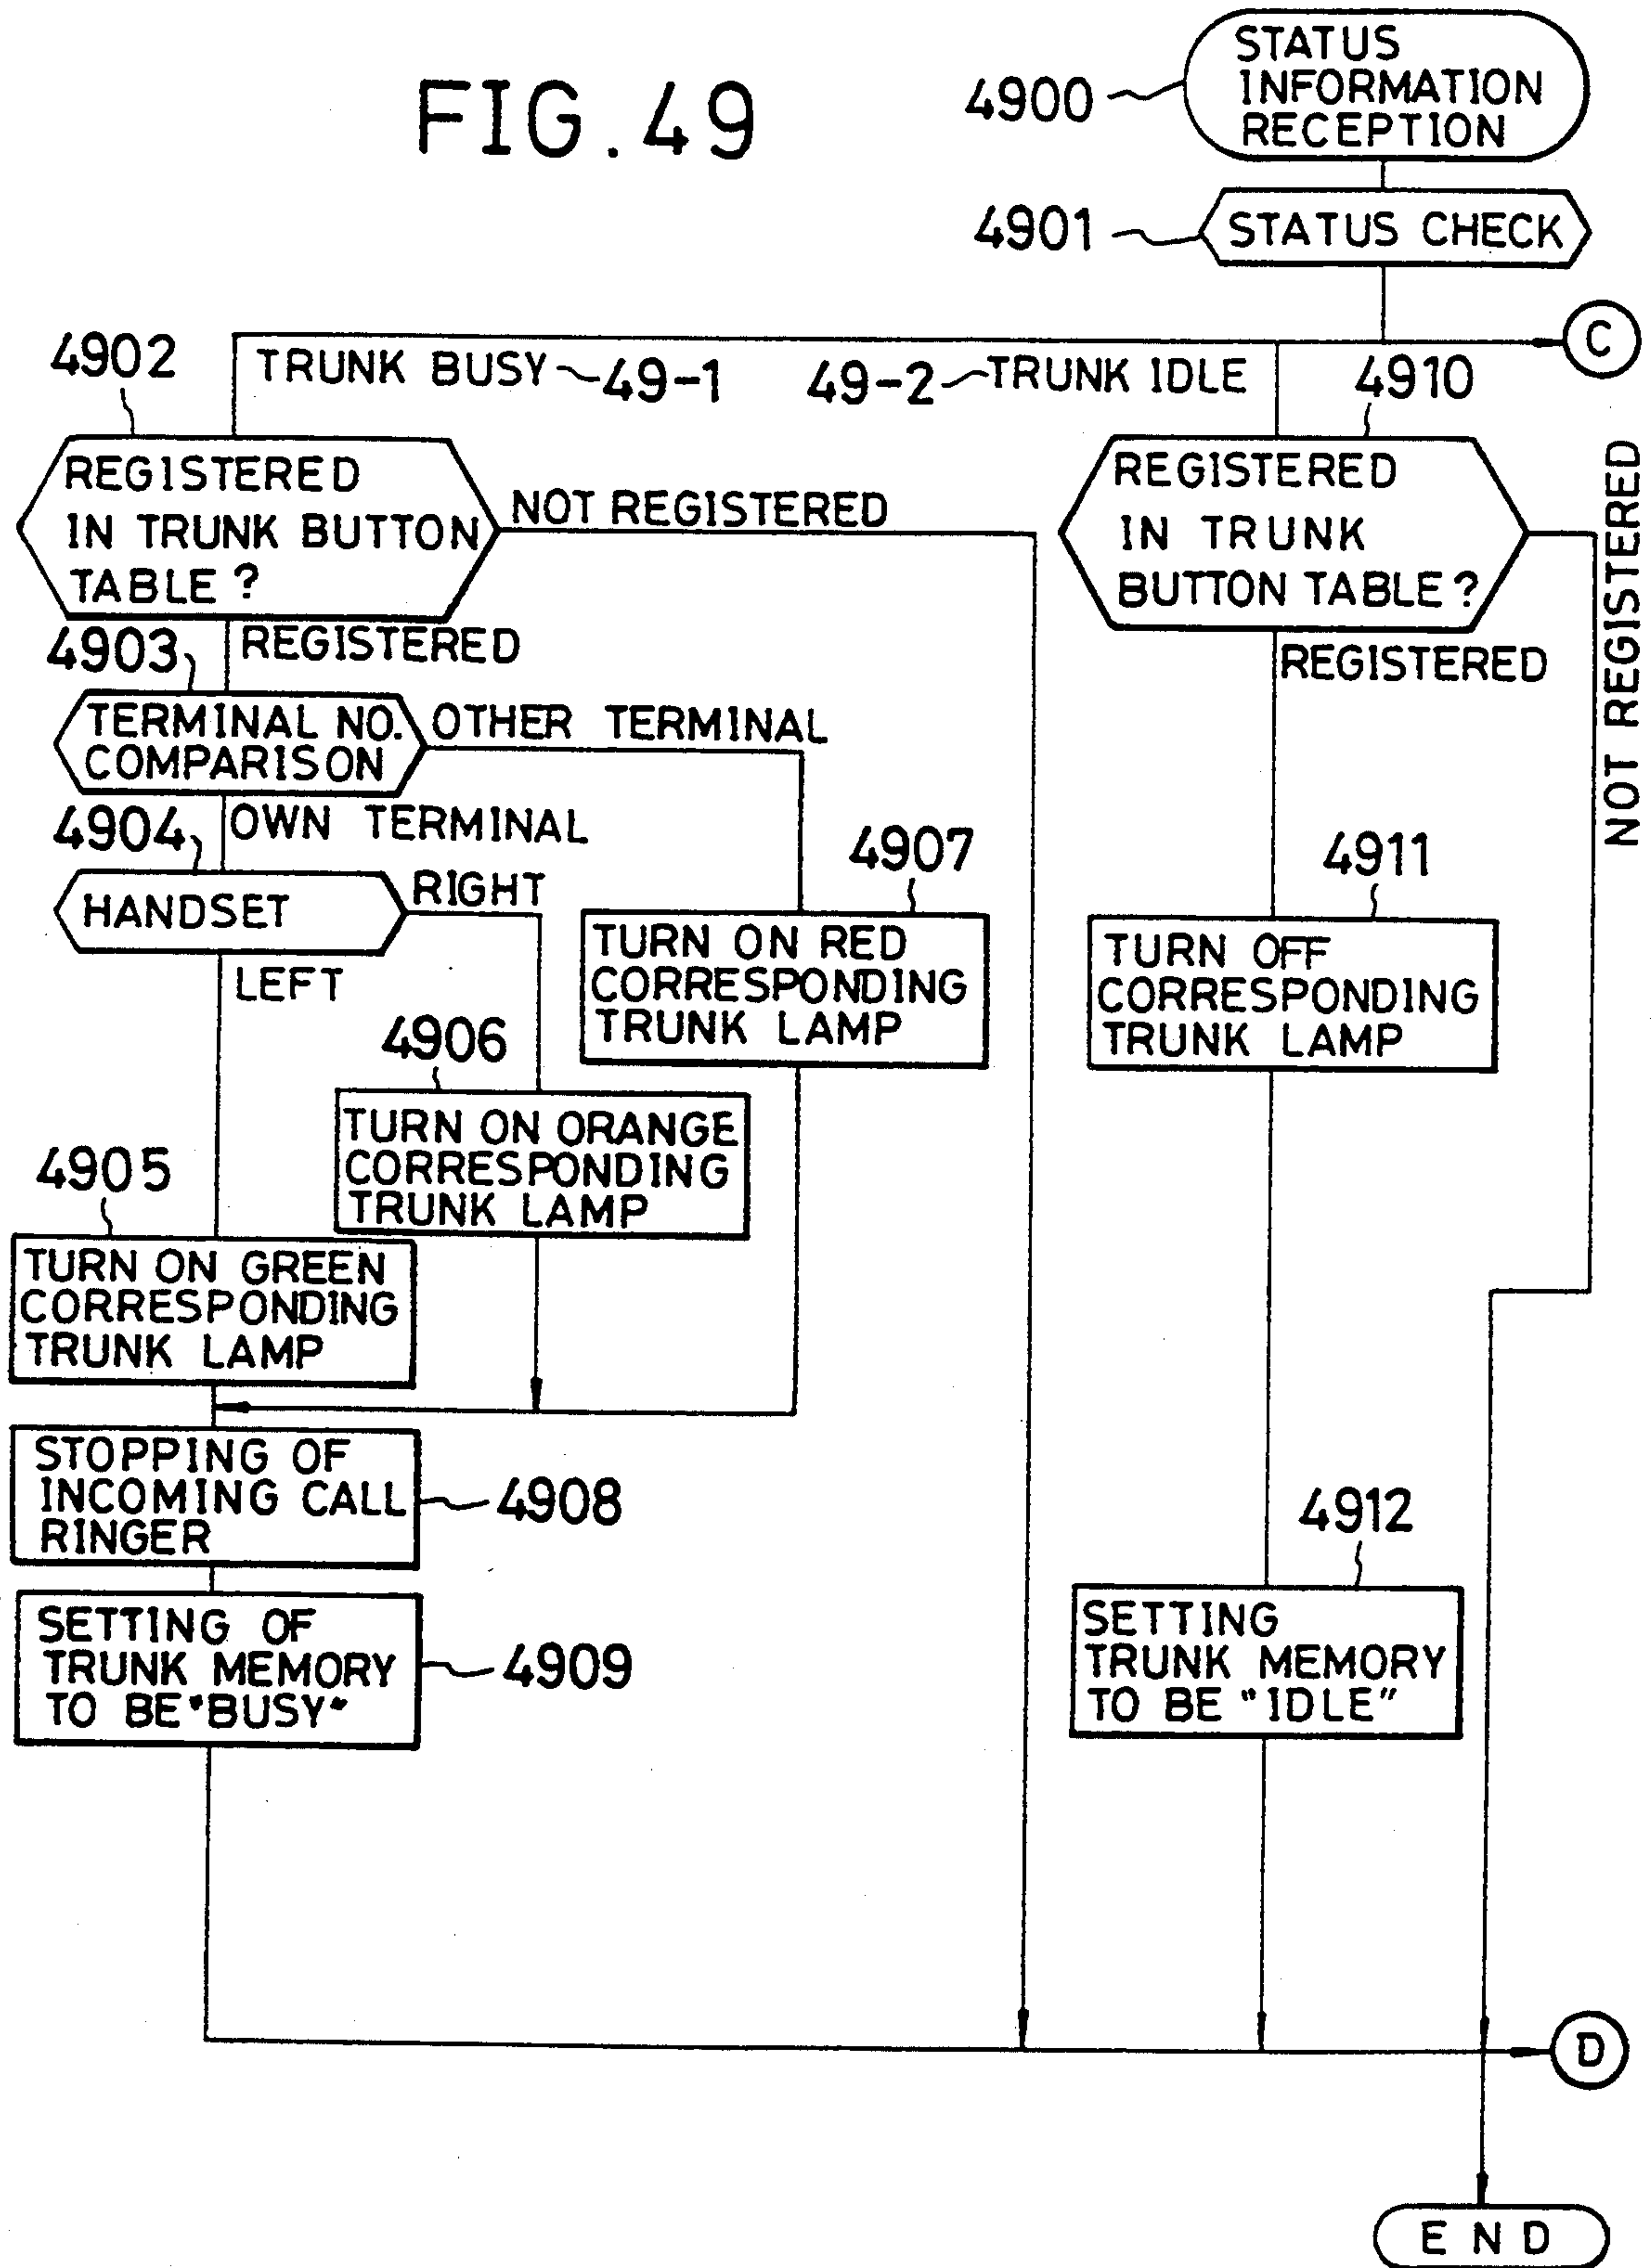 FIG. 49
4900
STATUS
INFORMATION
RECEPTION
4901
STATUS CHECK
C
4902
TRUNK BUSY
49-1
49-2
TRUNK IDLE
4910
REGISTERED
IN TRUNK BUTTON
TABLE?
NOT REGISTERED
REGISTERED
IN TRUNK
BUTTON TABLE?
NOT REGISTERED
4903
REGISTERED
REGISTERED
TERMINAL NO.
COMPARISON
OTHER TERMINAL
4904
OWN TERMINAL
HANDSET
RIGHT
LEFT
4907
TURN ON RED
CORRESPONDING
TRUNK LAMP
4911
TURN OFF
CORRESPONDING
TRUNK LAMP
4906
TURN ON ORANGE
CORRESPONDING
TRUNK LAMP
4905
TURN ON GREEN
CORRESPONDING
TRUNK LAMP
STOPPING OF
INCOMING CALL
RINGER
4908
SETTING OF
TRUNK MEMORY
TO BE "BUSY"
4909
4912
SETTING
TRUNK MEMORY
TO BE "IDLE"
D
END